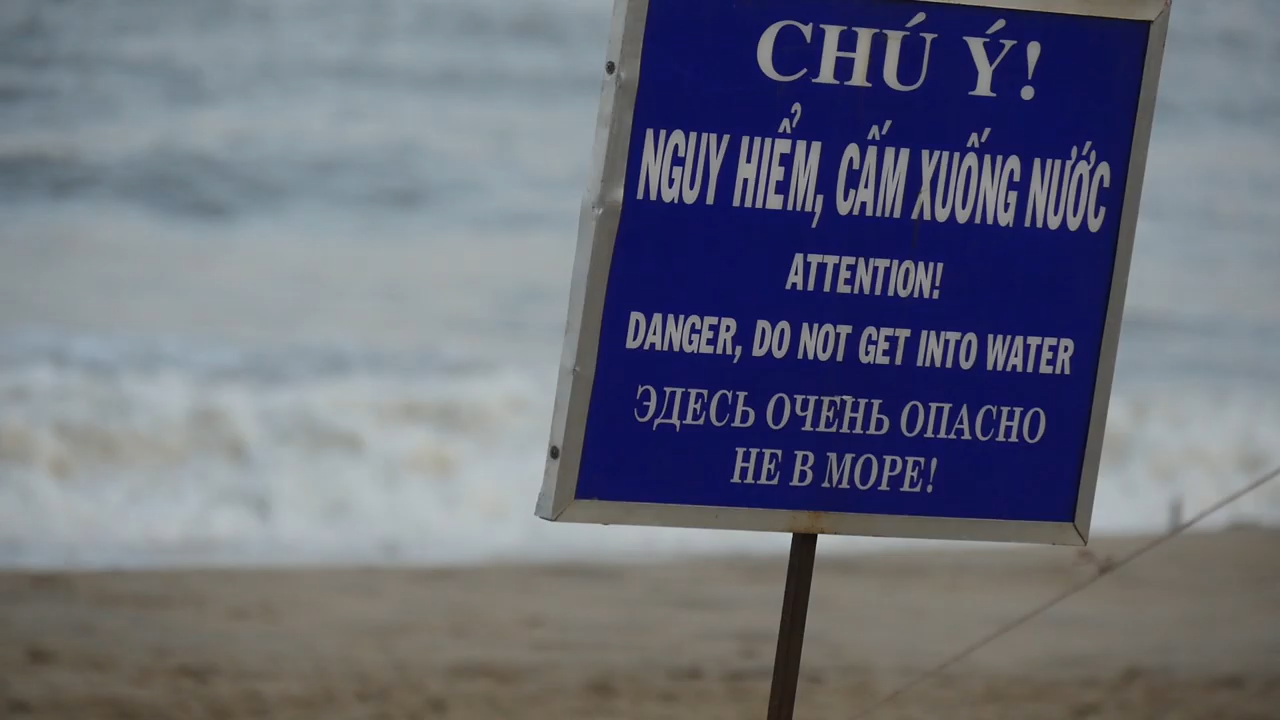 CHÚ Ý!
NGUY HIỂM, CẤM XUỐNG NƯỚC
ATTENTION!
DANGER, DO NOT GET INTO WATER
ЭДЕСЬ ОЧЕНЬ ОПАСНО
НЕ В МОРЕ!